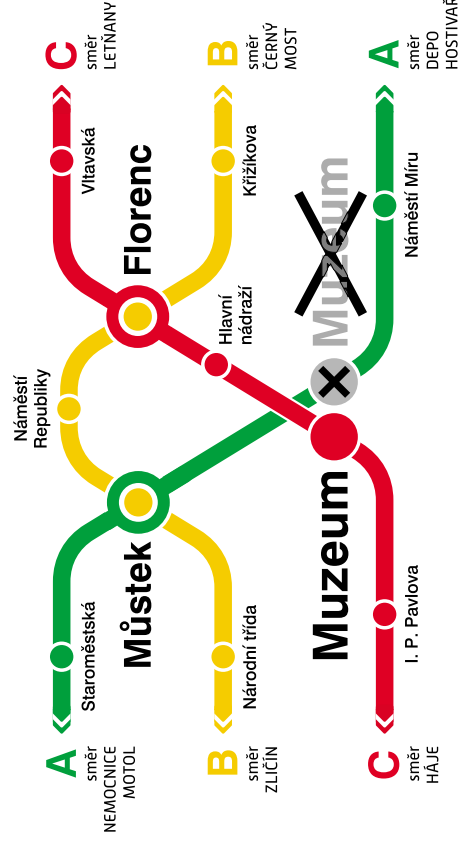 A
směr
NEMOCNICE
MOTOL
Staroměstská
Náměstí
Republiky
Vltavská
C
směr
LETŇANY
Můstek
Florenc
B
směr
ZLIČÍN
Národní třída
Hlavní
nádraží
Křižíkova
B
směr
ČERNÝ
MOST
Muzeum
Muzeum
C
směr
HÁJE
I. P. Pavlova
Náměstí Míru
A
směr
DEPO
HOSTIVAŘ